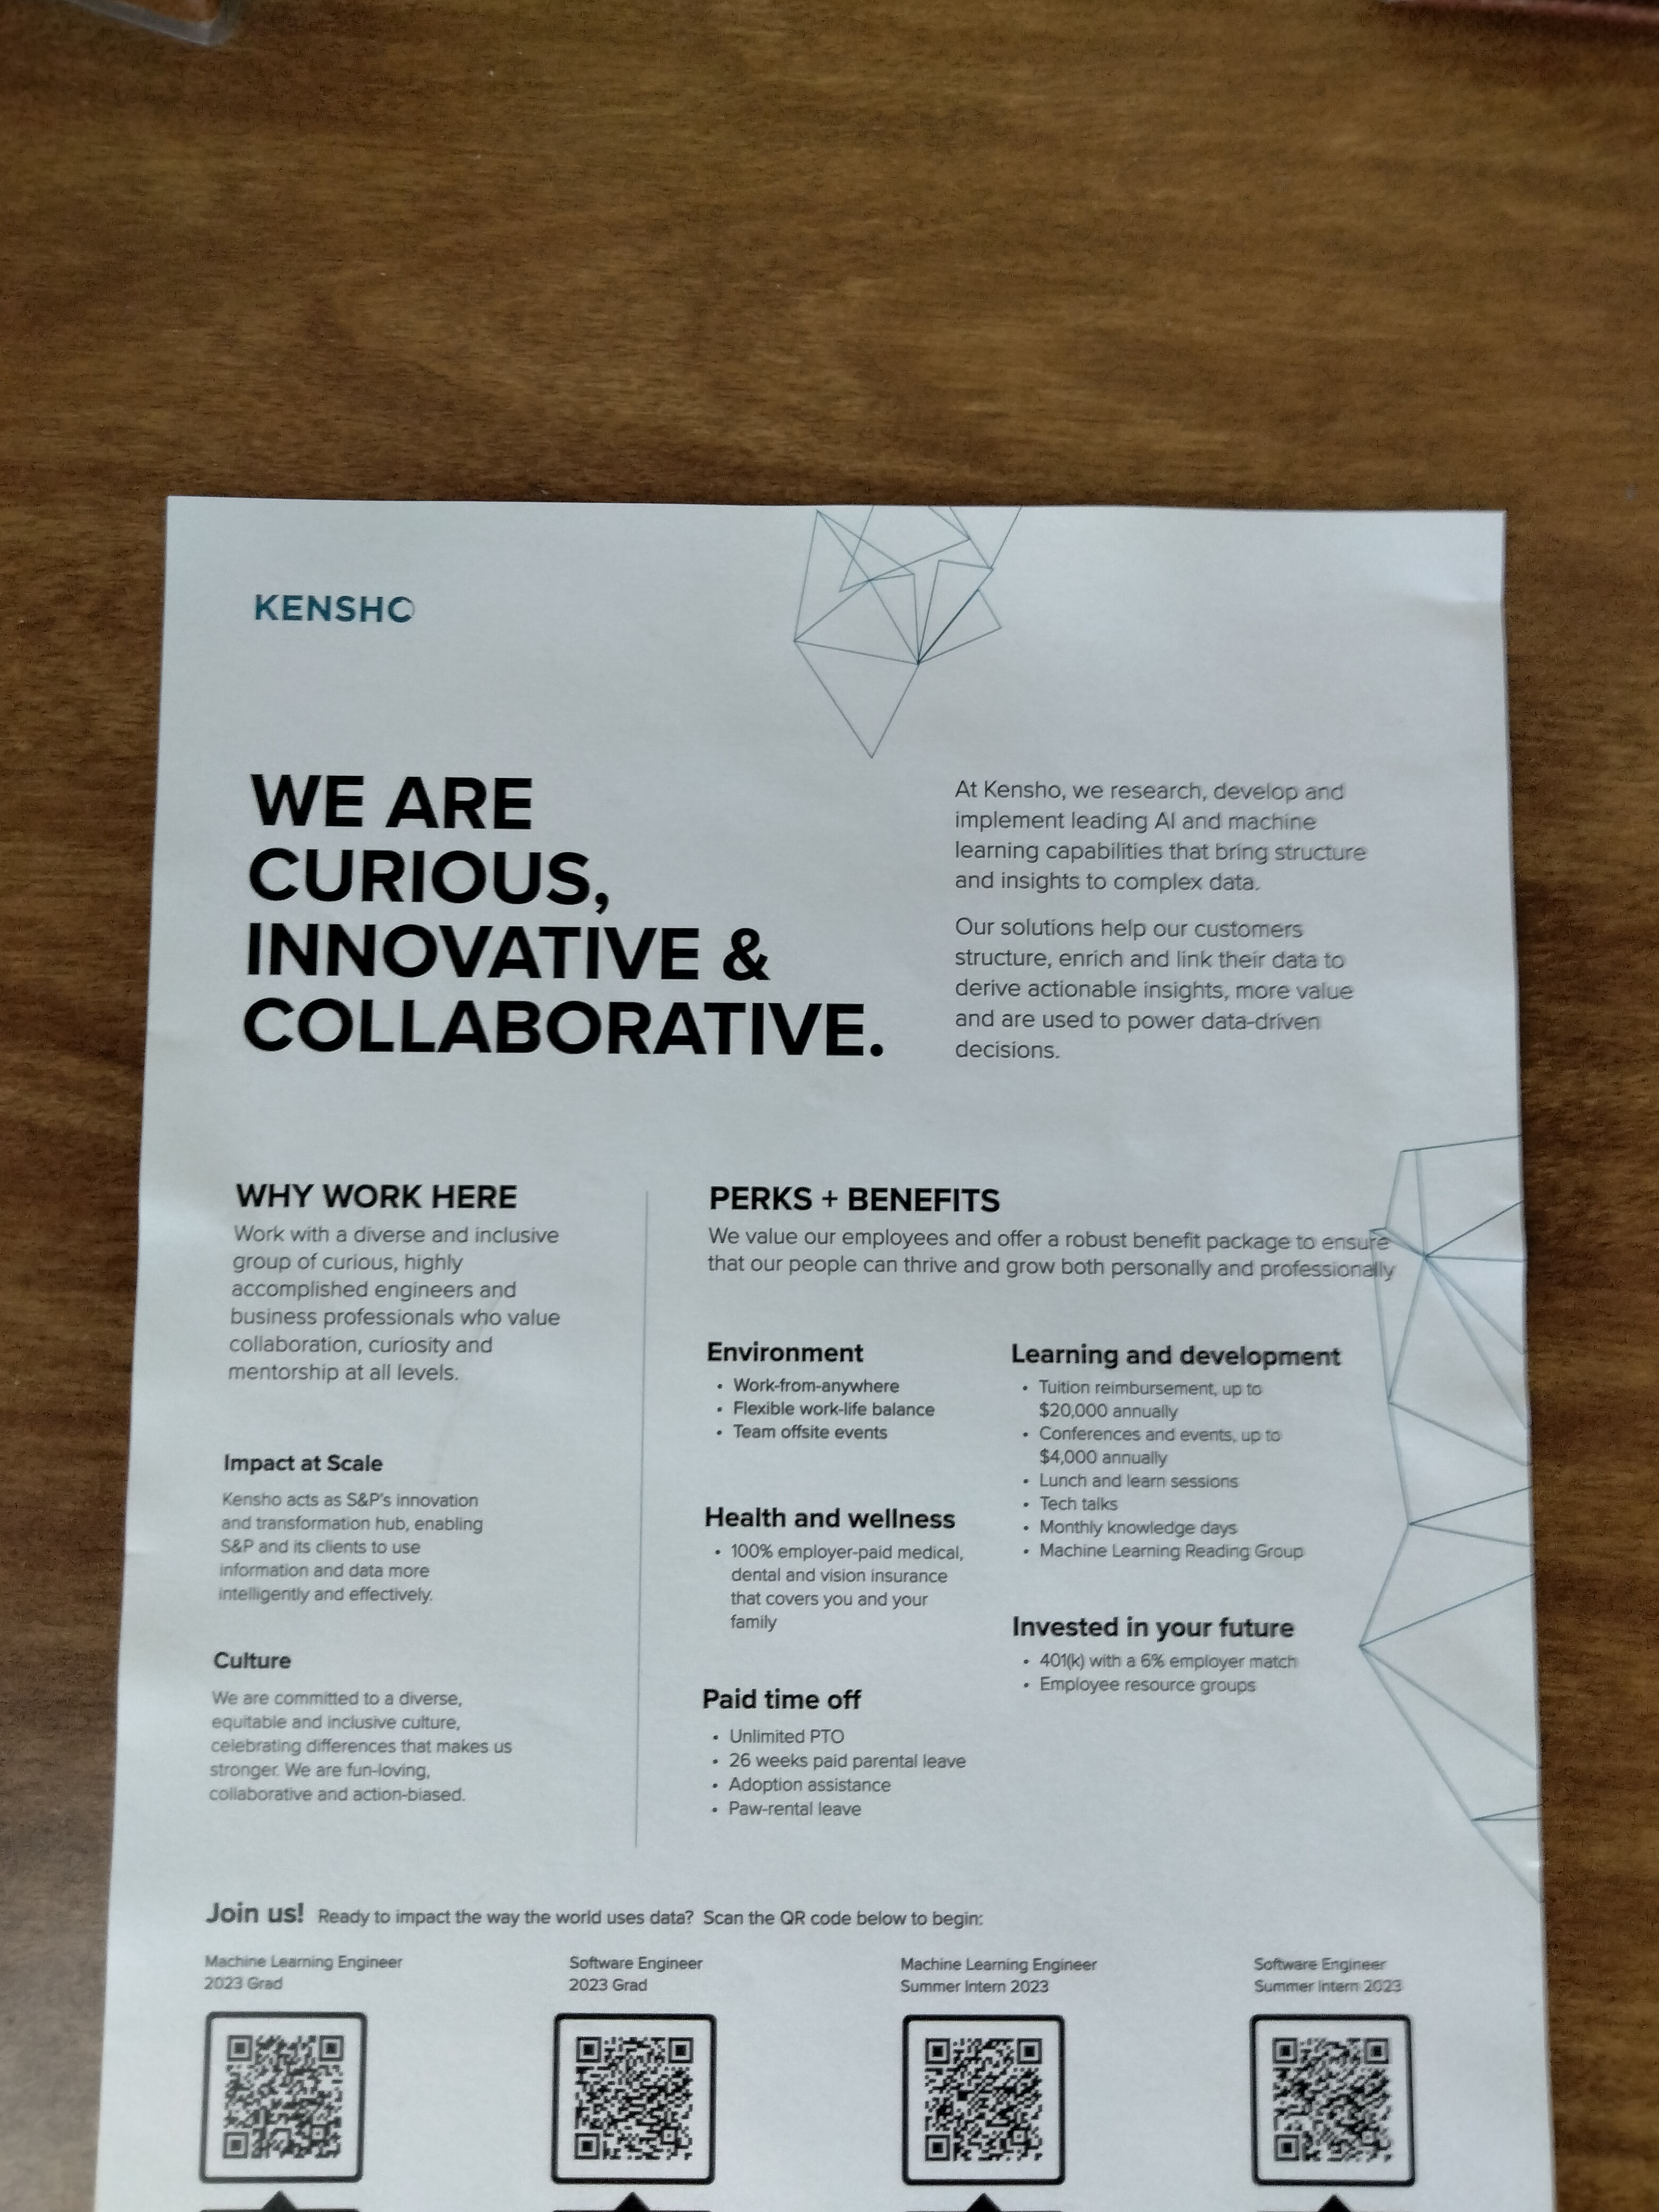 KENSHO
WE ARE
CURIOUS,
INNOVATIVE &
COLLABORATIVE.
At Kensho, we research, develop and
implement leading AI and machine
learning capabilities that bring structure
and insights to complex data.
Our solutions help our customers
structure, enrich and link their data to
derive actionable insights, more value
and are used to power data-driven
decisions.
WHY WORK HERE
Work with a diverse and inclusive
group of curious, highly
accomplished engineers and
business professionals who value
collaboration, curiosity and
mentorship at all levels.
Impact at Scale
Kensho acts as S&P's innovation
and transformation hub, enabling
S&P and its clients to use
information and data more
intelligently and effectively.
Culture
We are committed to a diverse,
equitable and inclusive culture,
celebrating differences that makes us
stronger. We are fun-loving,
collaborative and action-biased.
PERKS + BENEFITS
We value our employees and offer a robust benefit package to ensure
that our people can thrive and grow both personally and professionally
Environment
• Work-from-anywhere
• Flexible work-life balance
• Team offsite events
Health and wellness
• 100% employer-paid medical,
dental and vision insurance
that covers you and your
family
Paid time off
• Unlimited PTO
• 26 weeks paid parental leave
• Adoption assistance
• Paw-rental leave
Learning and development
• Tuition reimbursement, up to
$20,000 annually
• Conferences and events, up to
$4,000 annually
• Lunch and learn sessions
• Tech talks
• Monthly knowledge days
• Machine Learning Reading Group
Invested in your future
• 401(k) with a 6% employer match
• Employee resource groups
Join us! Ready to impact the way the world uses data? Scan the QR code below to begin:
Machine Learning Engineer
2023 Grad
Software Engineer
2023 Grad
Machine Learning Engineer
Summer Intern 2023
Software Engineer
Summer Intern 2023